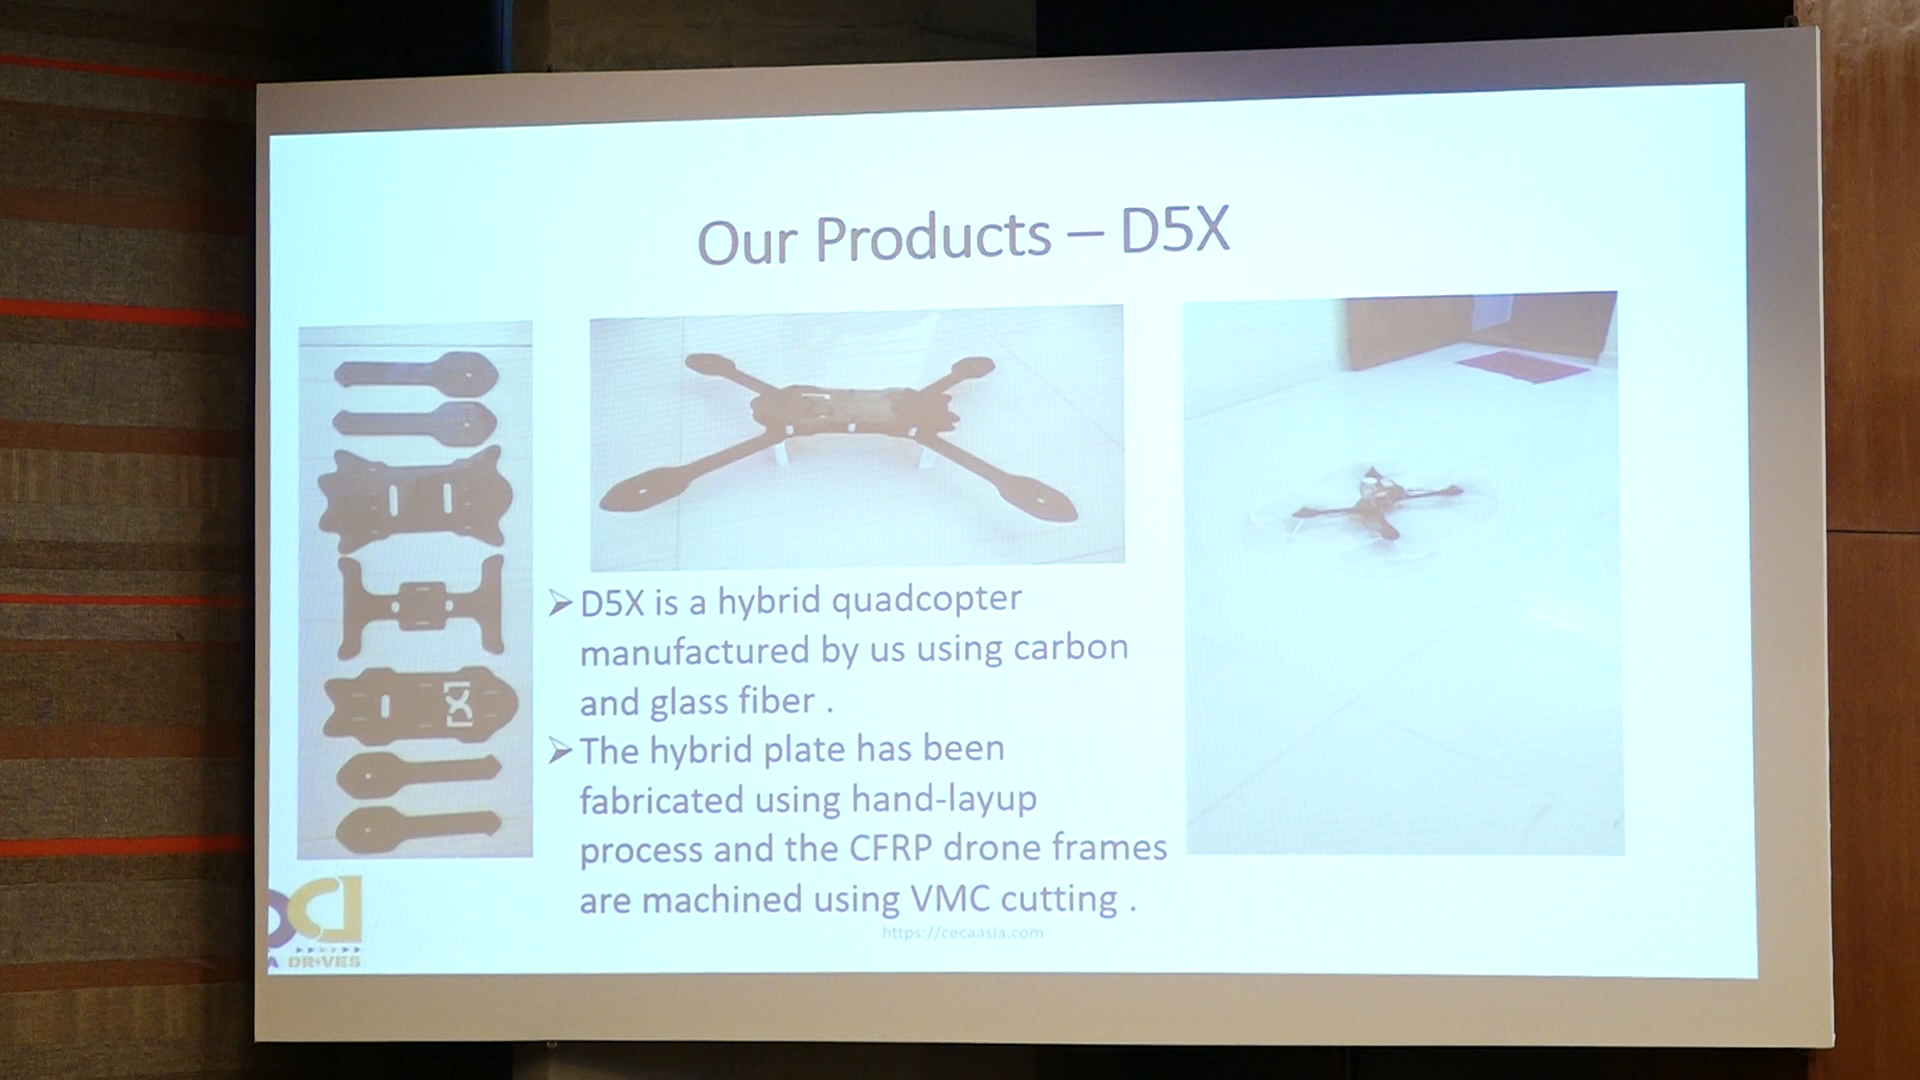 Our Products – D5X
➢ D5X is a hybrid quadcopter
manufactured by us using carbon
and glass fiber .
➢ The hybrid plate has been
fabricated using hand-layup
process and the CFRP drone frames
are machined using VMC cutting .
https://cecaasia.com
A DRIVES